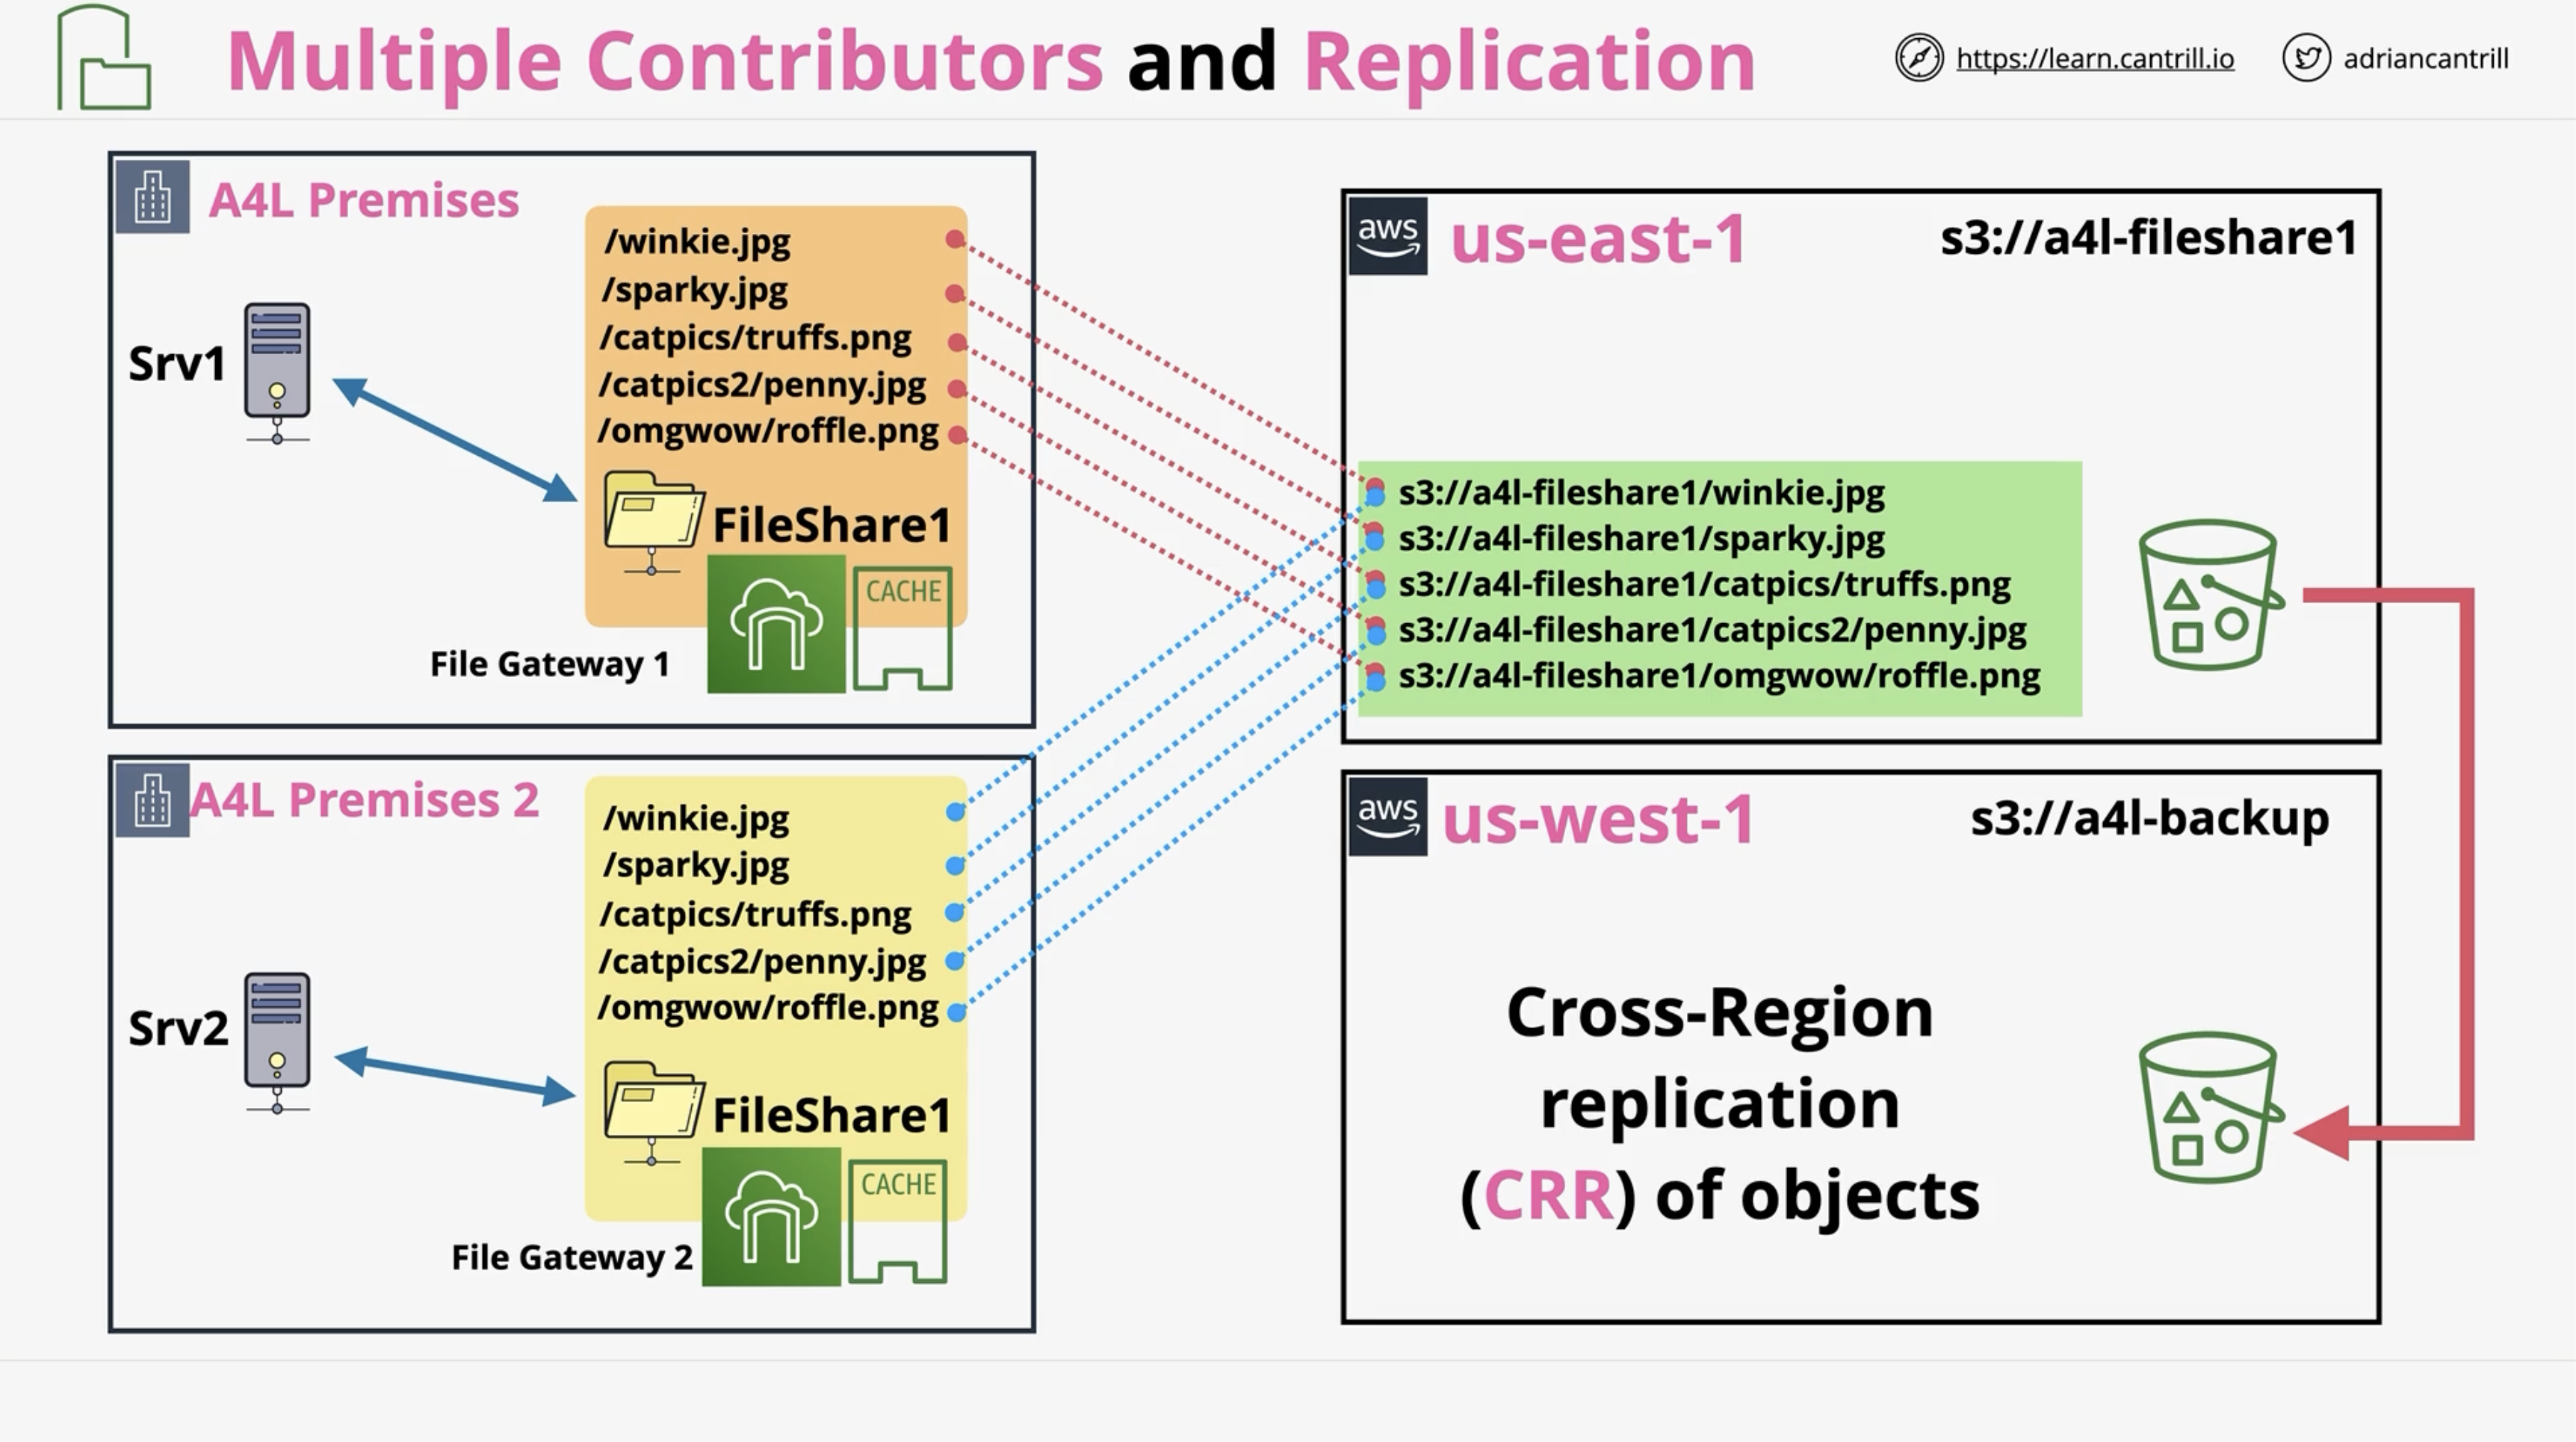 Multiple Contributors and Replication
https://learn.cantrill.io
adriancantrill
A4L Premises
/winkie.jpg
/sparky.jpg
/catpics/truffs.png
/catpics2/penny.jpg
/omgwow/roffle.png
Srv1
FileShare1
CACHE
File Gateway 1
aws
us-east-1
s3://a4l-fileshare1
s3://a4l-fileshare1/winkie.jpg
s3://a4l-fileshare1/sparky.jpg
s3://a4l-fileshare1/catpics/truffs.png
s3://a4l-fileshare1/catpics2/penny.jpg
s3://a4l-fileshare1/omgwow/roffle.png
A4L Premises 2
/winkie.jpg
/sparky.jpg
/catpics/truffs.png
/catpics2/penny.jpg
/omgwow/roffle.png
Srv2
FileShare1
CACHE
File Gateway 2
aws
us-west-1
s3://a4l-backup
Cross-Region
replication
(CRR) of objects